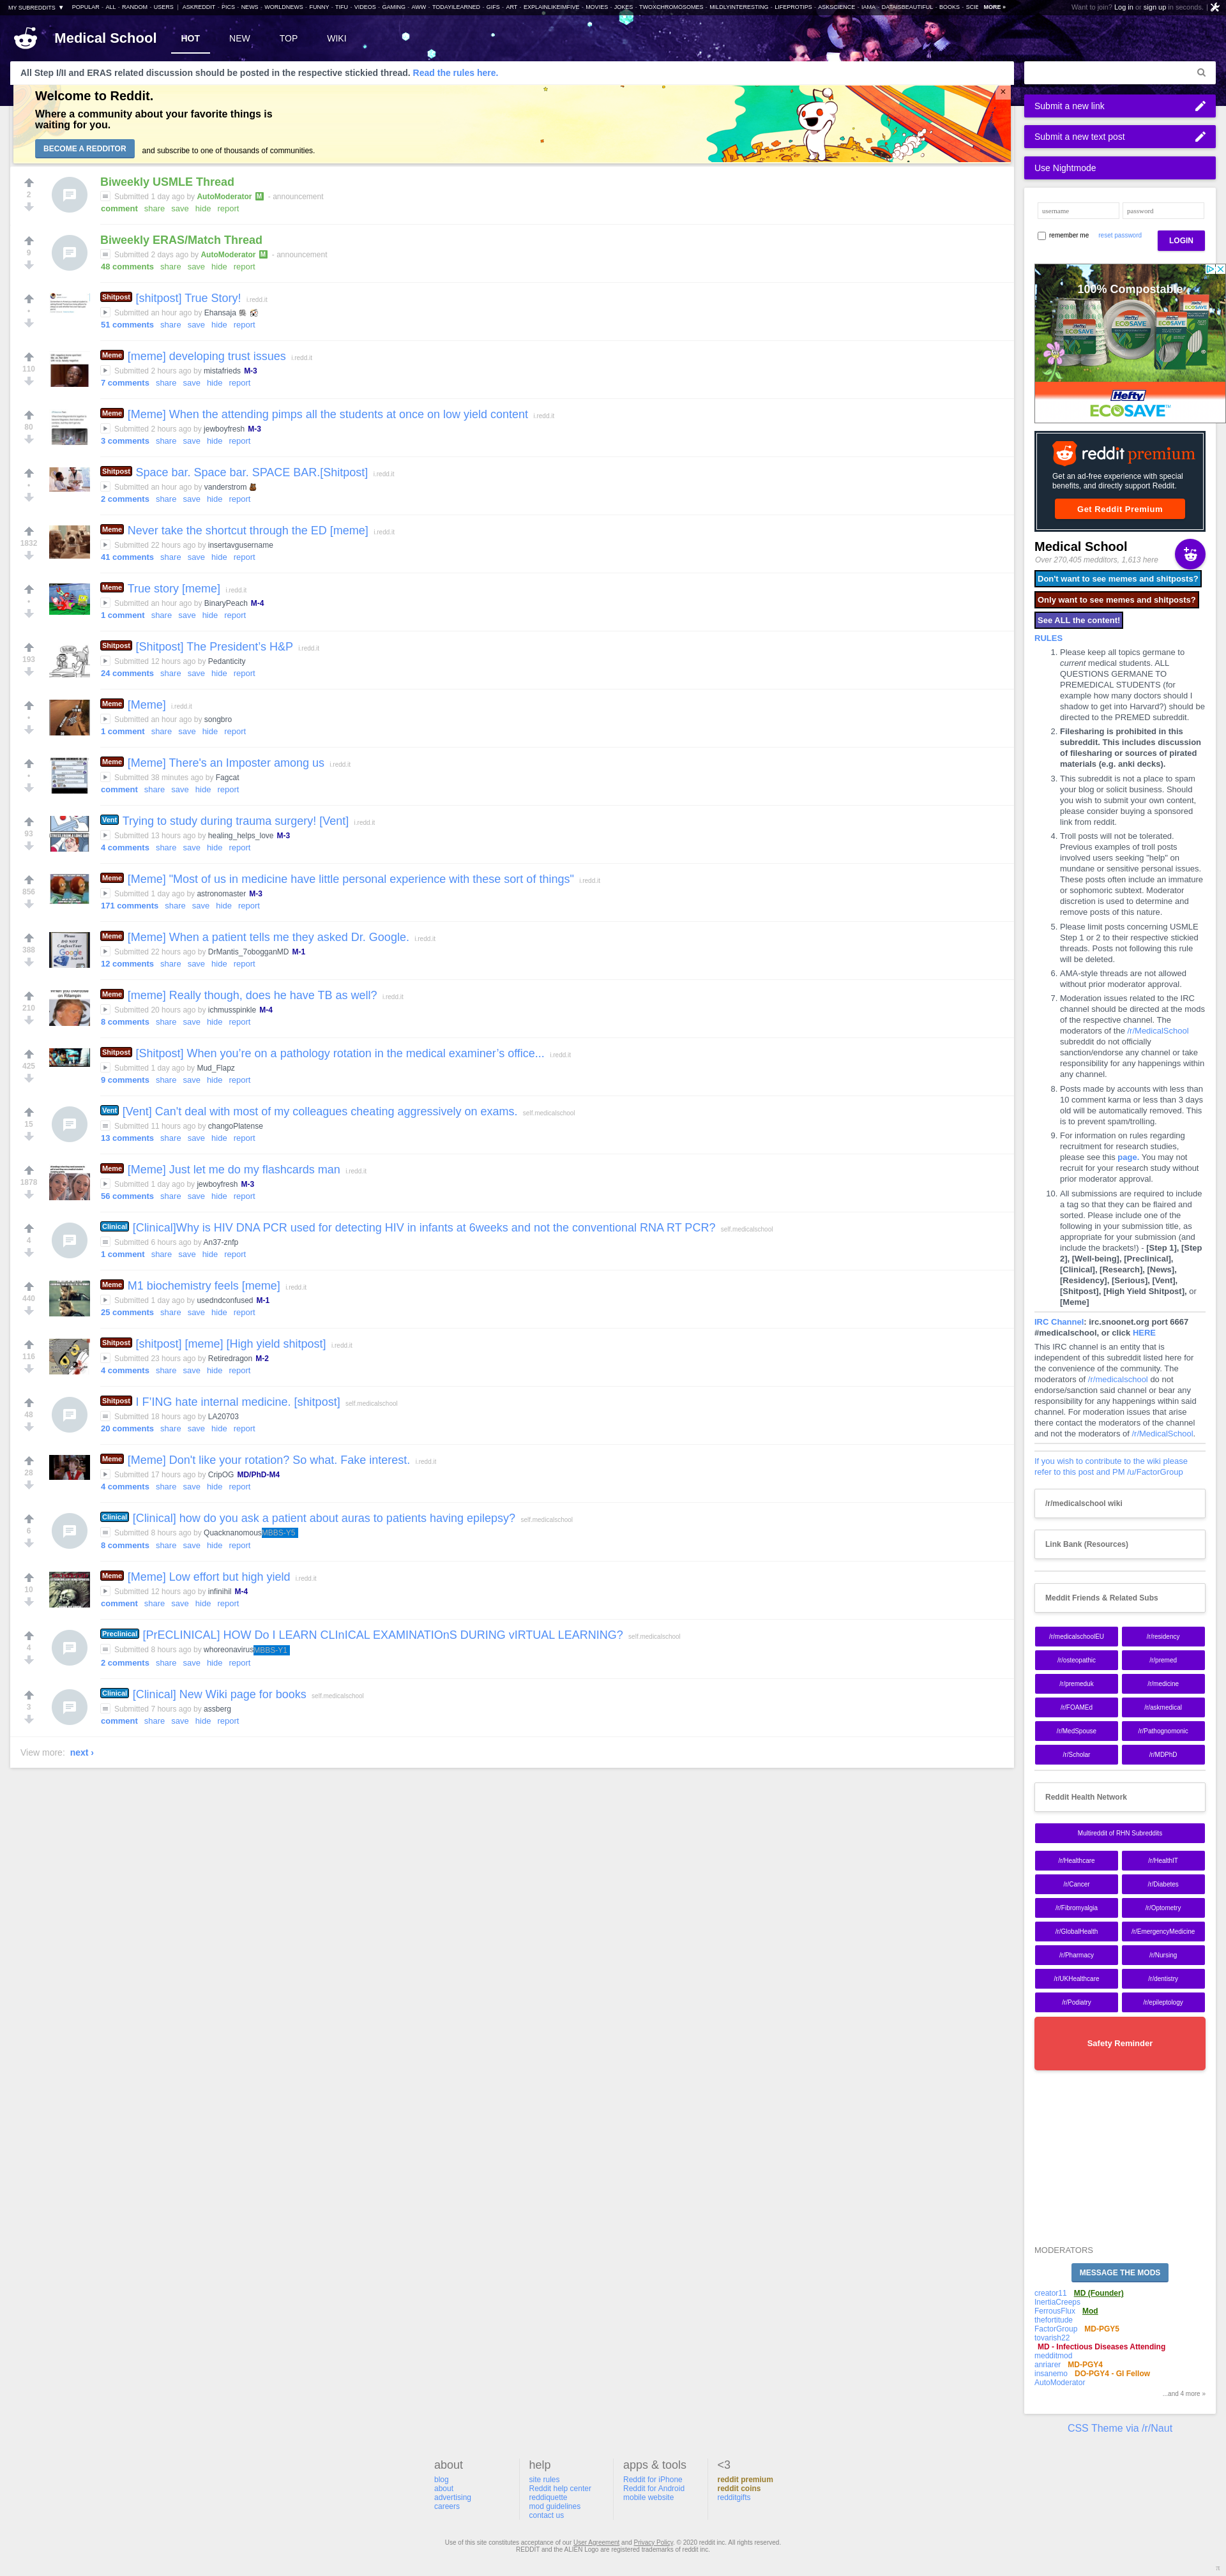 MY SUBREDDITS ▼ POPULAR - ALL - RANDOM - USERS | ASKREDDIT - PICS - NEWS - WORLDNEWS - FUNNY - TIFU - VIDEOS - GAMING - AWW - TODAYILEARNED - GIFS - ART - EXPLAINLIKEIMFIVE - MOVIES - JOKES - TWOXCHROMOSOMES - MILDLYINTERESTING - LIFEPROTIPS - ASKSCIENCE - IAMA - DATAISBEAUTIFUL - BOOKS - SCIE MORE »
Want to join? Log in or sign up in seconds. |
Medical School HOT NEW TOP WIKI
All Step I/II and ERAS related discussion should be posted in the respective stickied thread. Read the rules here.
Welcome to Reddit.
Where a community about your favorite things is
waiting for you.
BECOME A REDDITOR and subscribe to one of thousands of communities.
×
2
Biweekly USMLE Thread
Submitted 1 day ago by AutoModerator M - announcement
comment share save hide report
9
Biweekly ERAS/Match Thread
Submitted 2 days ago by AutoModerator M - announcement
48 comments share save hide report
•
Shitpost [shitpost] True Story! i.redd.it
Submitted an hour ago by Ehansaja
51 comments share save hide report
110
Meme [meme] developing trust issues i.redd.it
Submitted 2 hours ago by mistafrieds M-3
7 comments share save hide report
80
Meme [Meme] When the attending pimps all the students at once on low yield content i.redd.it
Submitted 2 hours ago by jewboyfresh M-3
3 comments share save hide report
•
Shitpost Space bar. Space bar. SPACE BAR.[Shitpost] i.redd.it
Submitted an hour ago by vanderstrom
2 comments share save hide report
1832
Meme Never take the shortcut through the ED [meme] i.redd.it
Submitted 22 hours ago by insertavgusername
41 comments share save hide report
•
Meme True story [meme] i.redd.it
Submitted an hour ago by BinaryPeach M-4
1 comment share save hide report
193
Shitpost [Shitpost] The President's H&P i.redd.it
Submitted 12 hours ago by Pedanticity
24 comments share save hide report
•
Meme [Meme] i.redd.it
Submitted an hour ago by songbro
1 comment share save hide report
•
Meme [Meme] There's an Imposter among us i.redd.it
Submitted 38 minutes ago by Fagcat
comment share save hide report
93
Vent Trying to study during trauma surgery! [Vent] i.redd.it
Submitted 13 hours ago by healing_helps_love M-3
4 comments share save hide report
856
Meme [Meme] "Most of us in medicine have little personal experience with these sort of things" i.redd.it
Submitted 1 day ago by astronomaster M-3
171 comments share save hide report
388
Meme [Meme] When a patient tells me they asked Dr. Google. i.redd.it
Submitted 22 hours ago by DrMantis_7obogganMD M-1
12 comments share save hide report
210
Meme [meme] Really though, does he have TB as well? i.redd.it
Submitted 20 hours ago by ichmusspinkle M-4
8 comments share save hide report
425
Shitpost [Shitpost] When you're on a pathology rotation in the medical examiner's office... i.redd.it
Submitted 1 day ago by Mud_Flapz
9 comments share save hide report
15
Vent [Vent] Can't deal with most of my colleagues cheating aggressively on exams. self.medicalschool
Submitted 11 hours ago by changoPlatense
13 comments share save hide report
1878
Meme [Meme] Just let me do my flashcards man i.redd.it
Submitted 1 day ago by jewboyfresh M-3
56 comments share save hide report
4
Clinical [Clinical]Why is HIV DNA PCR used for detecting HIV in infants at 6weeks and not the conventional RNA RT PCR? self.medicalschool
Submitted 6 hours ago by An37-znfp
1 comment share save hide report
440
Meme M1 biochemistry feels [meme] i.redd.it
Submitted 1 day ago by usedndconfused M-1
25 comments share save hide report
116
Shitpost [shitpost] [meme] [High yield shitpost] i.redd.it
Submitted 23 hours ago by Retiredragon M-2
4 comments share save hide report
48
Shitpost I F'ING hate internal medicine. [shitpost] self.medicalschool
Submitted 18 hours ago by LA20703
20 comments share save hide report
28
Meme [Meme] Don't like your rotation? So what. Fake interest. i.redd.it
Submitted 17 hours ago by CripOG MD/PhD-M4
4 comments share save hide report
6
Clinical [Clinical] how do you ask a patient about auras to patients having epilepsy? self.medicalschool
Submitted 8 hours ago by Quacknanomous MBBS-Y5
8 comments share save hide report
10
Meme [Meme] Low effort but high yield i.redd.it
Submitted 12 hours ago by infinihil M-4
comment share save hide report
4
Preclinical [PrECLINICAL] HOW Do I LEARN CLInICAL EXAMINATIOnS DURING vIRTUAL LEARNING? self.medicalschool
Submitted 8 hours ago by whoreonavirus MBBS-Y1
2 comments share save hide report
3
Clinical [Clinical] New Wiki page for books self.medicalschool
Submitted 7 hours ago by assberg
comment share save hide report
View more: next ›
Submit a new link
Submit a new text post
Use Nightmode
username password
remember me reset password LOGIN
100% Compostable
Hefty
ECOSAVE™
reddit premium
Get an ad-free experience with special
benefits, and directly support Reddit.
Get Reddit Premium
Medical School
Over 270,405 medditors, 1,613 here
Don't want to see memes and shitposts?
Only want to see memes and shitposts?
See ALL the content!
RULES
1. Please keep all topics germane to
current medical students. ALL
QUESTIONS GERMANE TO
PREMEDICAL STUDENTS (for
example how many doctors should I
shadow to get into Harvard?) should be
directed to the PREMED subreddit.
2. Filesharing is prohibited in this
subreddit. This includes discussion
of filesharing or sources of pirated
materials (e.g. anki decks).
3. This subreddit is not a place to spam
your blog or solicit business. Should
you wish to submit your own content,
please consider buying a sponsored
link from reddit.
4. Troll posts will not be tolerated.
Previous examples of troll posts
involved users seeking "help" on
mundane or sensitive personal issues.
These posts often include an immature
or sophomoric subtext. Moderator
discretion is used to determine and
remove posts of this nature.
5. Please limit posts concerning USMLE
Step 1 or 2 to their respective stickied
threads. Posts not following this rule
will be deleted.
6. AMA-style threads are not allowed
without prior moderator approval.
7. Moderation issues related to the IRC
channel should be directed at the mods
of the respective channel. The
moderators of the /r/MedicalSchool
subreddit do not officially
sanction/endorse any channel or take
responsibility for any happenings within
any channel.
8. Posts made by accounts with less than
10 comment karma or less than 3 days
old will be automatically removed. This
is to prevent spam/trolling.
9. For information on rules regarding
recruitment for research studies,
please see this page. You may not
recruit for your research study without
prior moderator approval.
10. All submissions are required to include
a tag so that they can be flaired and
sorted. Please include one of the
following in your submission title, as
appropriate) to your submission (and
include the brackets!) - [Step 1], [Step
2], [Well-being], [Preclinical],
[Clinical], [Research], [News],
[Residency], [Serious], [Vent],
[Shitpost], [High Yield Shitpost], or
[Meme]
IRC Channel: irc.snoonet.org port 6667
#medicalschool, or click HERE
This IRC channel is an entity that is
independent of this subreddit listed here for
the convenience of the community. The
moderators of /r/medicalschool do not
endorse/sanction said channel or bear any
responsibility for any happenings within said
channel. For moderation issues that arise
there contact the moderators of the channel
and not the moderators of /r/MedicalSchool.
If you wish to contribute to the wiki please
refer to this post and PM /u/FactorGroup
/r/medicalschool wiki
Link Bank (Resources)
Meddit Friends & Related Subs
/r/medicalschoolEU /r/residency
/r/osteopathic /r/premed
/r/premeduk /r/medicine
/r/FOAMEd /r/askmedical
/r/MedSpouse /r/Pathognomonic
/r/Scholar /r/MDPhD
Reddit Health Network
Multireddit of RHN Subreddits
/r/Healthcare /r/HealthIT
/r/Cancer /r/Diabetes
/r/Fibromyalgia /r/Optometry
/r/GlobalHealth /r/EmergencyMedicine
/r/Pharmacy /r/Nursing
/r/UKHealthcare /r/dentistry
/r/Podiatry /r/epileptology
Safety Reminder
MODERATORS
MESSAGE THE MODS
creator11 MD (Founder)
InertiaCreeps
FerrousFlux Mod
thefortitude
FactorGroup MD-PGY5
tovarish22
MD - Infectious Diseases Attending
medditmod
anriarer MD-PGY4
insanemo DO-PGY4 - GI Fellow
AutoModerator
...and 4 more »
CSS Theme via /r/Naut
about
blog
about
advertising
careers
help
site rules
Reddit help center
reddiquette
mod guidelines
contact us
apps & tools
Reddit for iPhone
Reddit for Android
mobile website
<3
reddit premium
reddit coins
redditgifts
Use of this site constitutes acceptance of our User Agreement and Privacy Policy. © 2020 reddit inc. All rights reserved.
REDDIT and the ALIEN Logo are registered trademarks of reddit inc.
π